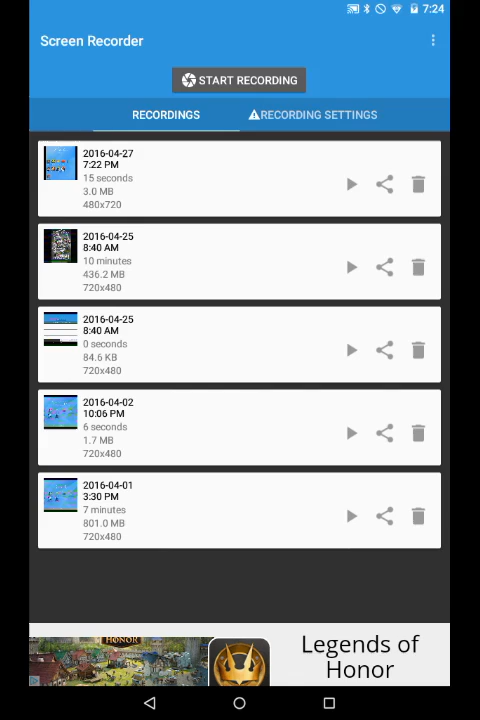 7:24
Screen Recorder
START RECORDING
RECORDINGS
RECORDING SETTINGS
2016-04-27
7:22 PM
15 seconds
3.0 MB
480x720
2016-04-25
8:40 AM
10 minutes
436.2 MB
720x480
2016-04-25
8:40 AM
0 seconds
84.6 KB
720x480
2016-04-02
10:06 PM
6 seconds
1.7 MB
720x480
2016-04-01
3:30 PM
7 minutes
801.0 MB
720x480
HONOR
Legends of
Honor